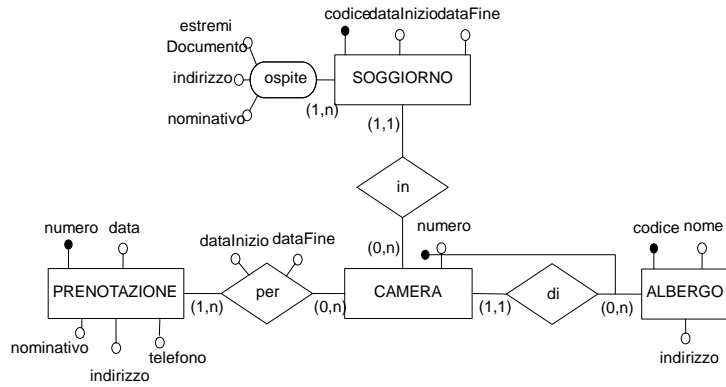 estremi
Documento
codice dataInizio dataFine
indirizzo
ospite
SOGGIORNO
nominativo
(1,n)
(1,1)
in
numero
data
dataInizio
dataFine
(0,n)
numero
codice
nome
PRENOTAZIONE
(1,n)
per
(0,n)
CAMERA
(1,1)
di
(0,n)
ALBERGO
nominativo
indirizzo
telefono
indirizzo